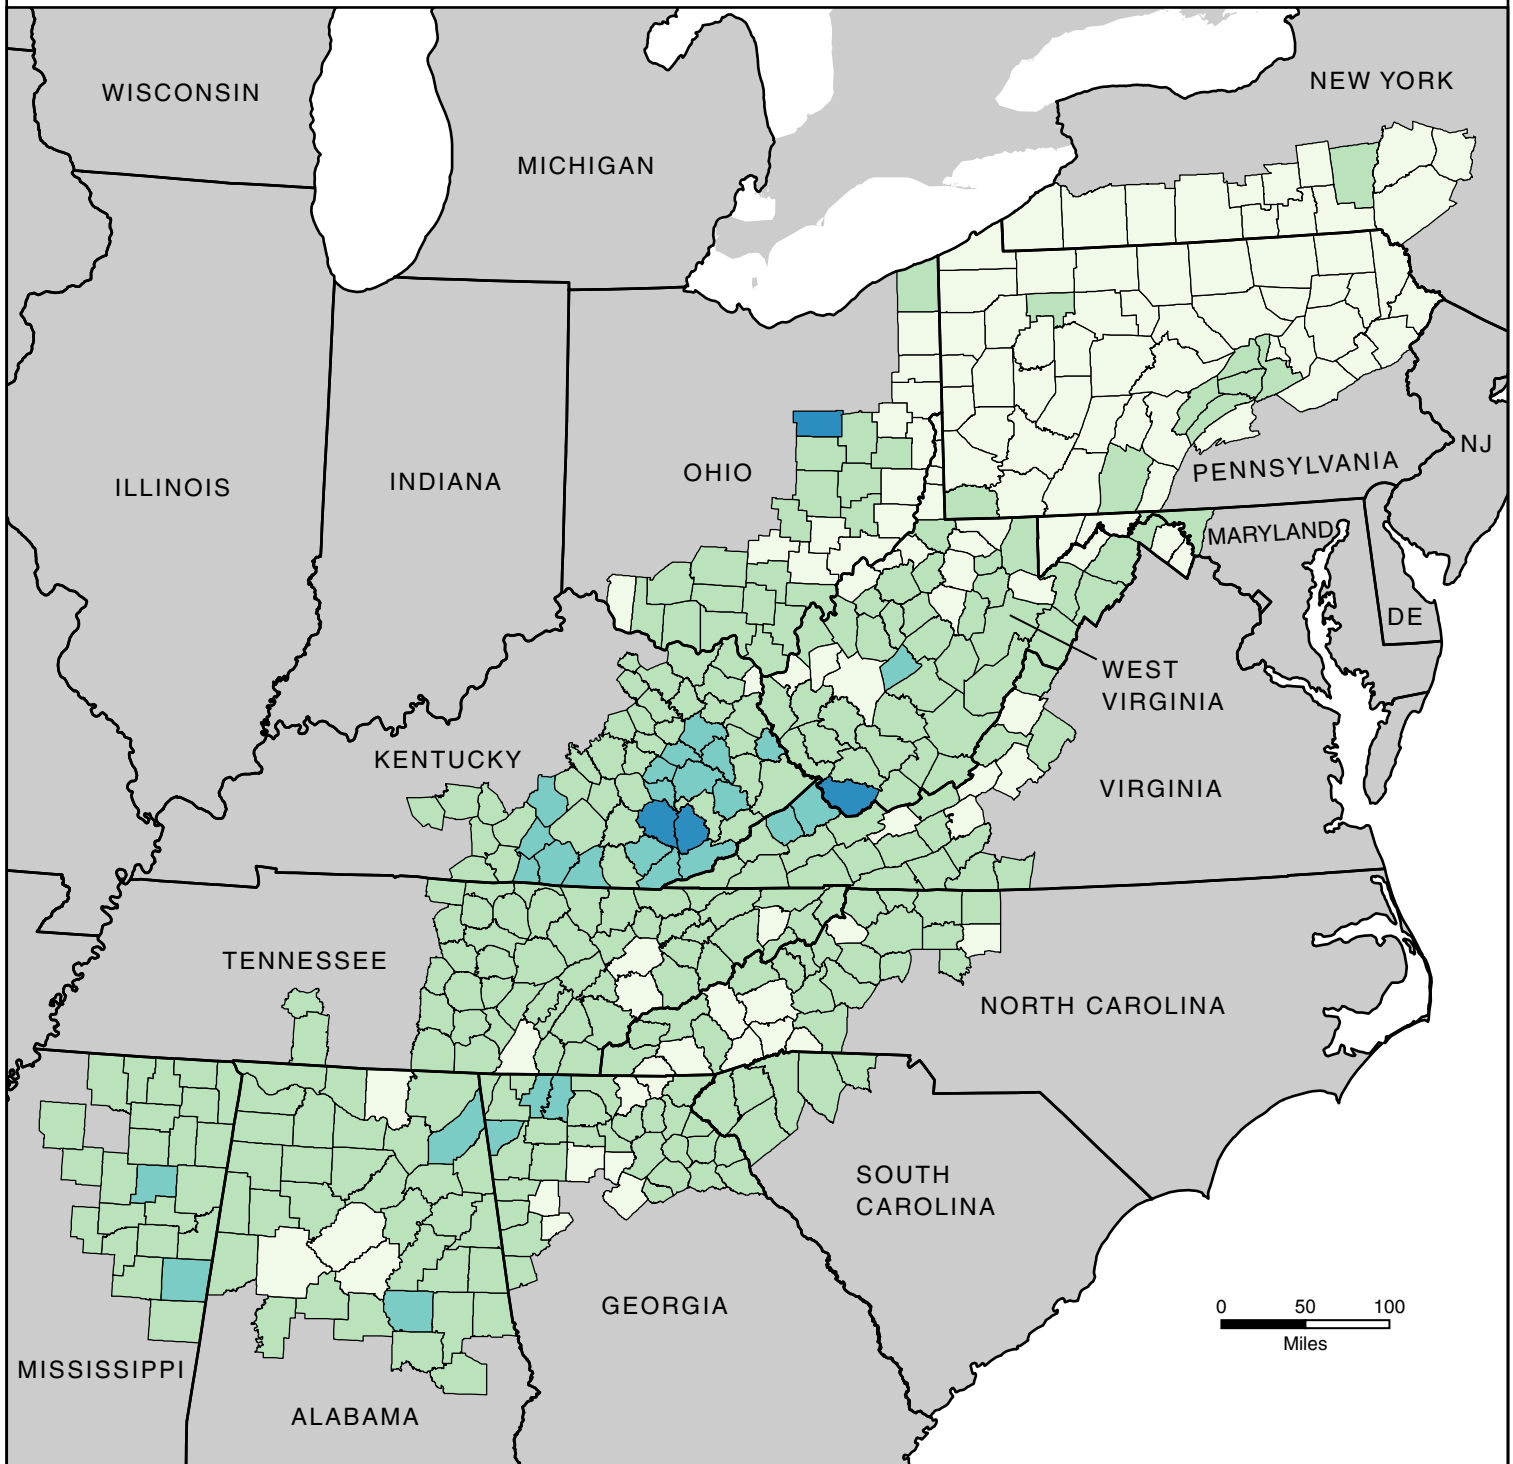 WISCONSIN
NEW YORK
MICHIGAN
ILLINOIS
INDIANA
OHIO
PENNSYLVANIA
NJ
MARYLAND
DE
WEST
VIRGINIA
KENTUCKY
VIRGINIA
TENNESSEE
NORTH CAROLINA
SOUTH
CAROLINA
GEORGIA
0 50 100
Miles
MISSISSIPPI
ALABAMA